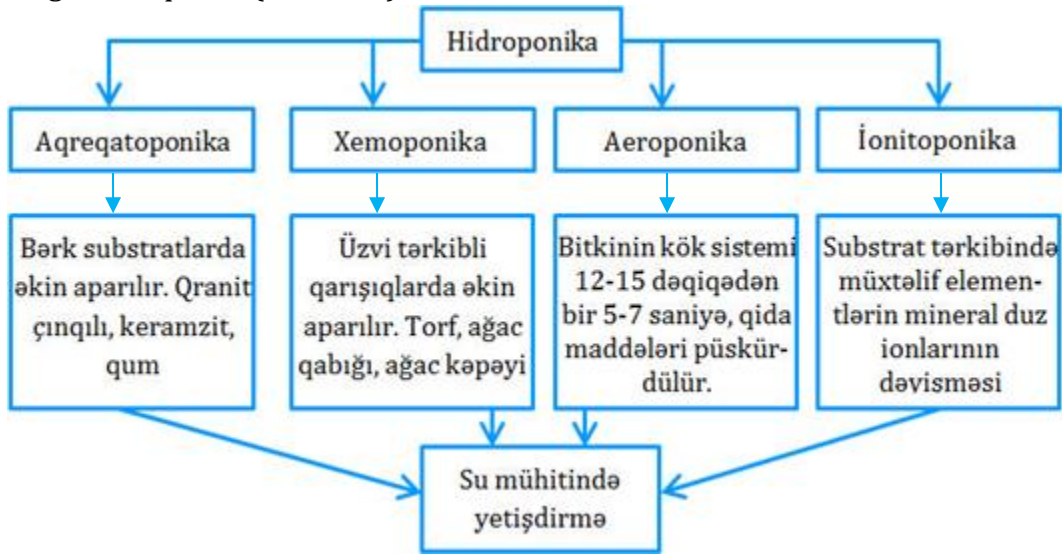 Hidroponika
Aqreqatoponika
Xemoponika
Aeroponika
İonitoponika
Bərk substratlarda
əkin aparılır. Qranit
çınqılı, keramzit,
qum
Üzvi tərkibli
qarışıqlarda əkin
aparılır. Torf, ağac
qabığı, ağac kəpəyi
Bitkinin kök sistemi
12-15 dəqiqədən
bir 5-7 saniyə, qida
maddələri püskür-
dülür.
Substrat tərkibində
müxtəlif elemen-
tlərin mineral duz
ionlarının
dəyişməsi
Su mühitində
yetişdirmə